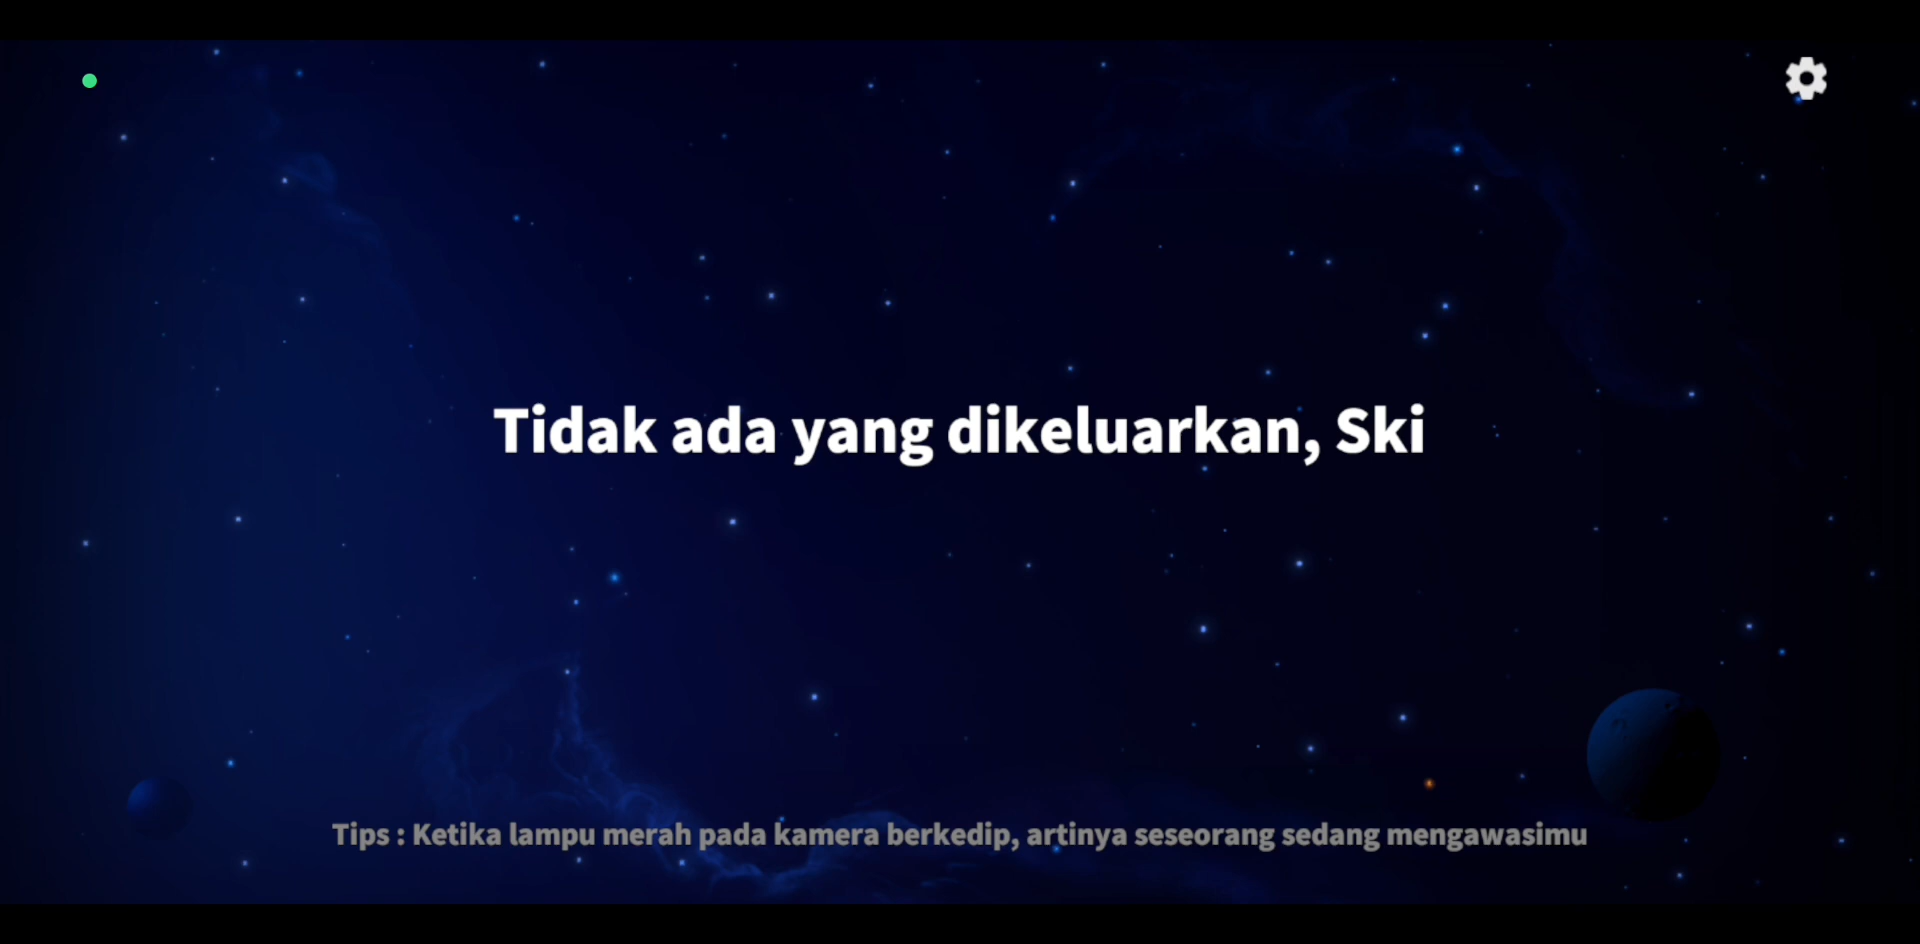 Tidak ada yang dikeluarkan, Ski
Tips : Ketika lampu merah pada kamera berkedip, artinya seseorang sedang mengawasimu